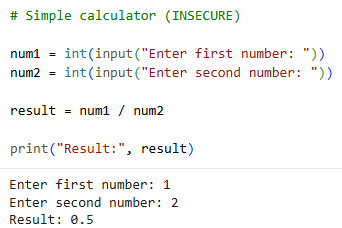 # Simple calculator (INSECURE)
num1 = int(input("Enter first number: "))
num2 = int(input("Enter second number: "))
result = num1 / num2
print("Result:", result)
Enter first number: 1
Enter second number: 2
Result: 0.5